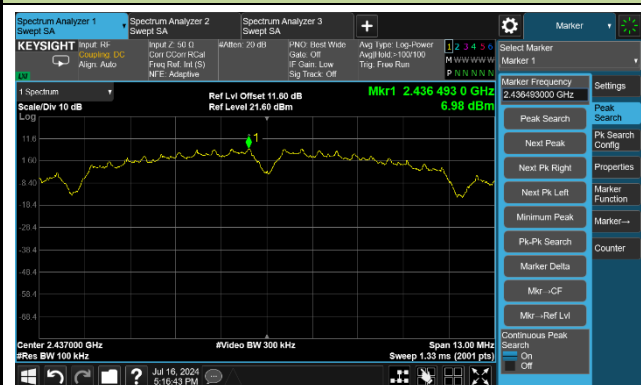 Spectrum Analyzer 1
Swept SA
Spectrum Analyzer 2
Swept SA
Spectrum Analyzer 3
Swept SA
+
Marker
KEYSIGHT
Input: RF
Coupling: DC
Align: Auto
Input Z: 50 Ω
Corr CCorr RCal
Freq Ref: Int (S)
NFE: Adaptive
#Atten: 20 dB
PNO: Best Wide
Gate: Off
IF Gain: Low
Sig Track: Off
Avg Type: Log-Power
Avg|Hold:>100/100
Trig: Free Run
1 2 3 4 5 6
M W W W W W
P N N N N N
LXI
Select Marker
Marker 1
1 Spectrum
Scale/Div 10 dB
Log
Ref Lvl Offset 11.60 dB
Ref Level 21.60 dBm
Mkr1 2.436 493 0 GHz
6.98 dBm
Marker Frequency
2.436493000 GHz
Settings
Peak Search
Peak
Search
Next Peak
Pk Search
Config
Next Pk Right
Properties
Next Pk Left
Marker
Function
Minimum Peak
Marker→
Pk-Pk Search
Counter
Marker Delta
Mkr→CF
Mkr→Ref Lvl
Continuous Peak
Search
On
Off
1
11.6
1.60
-8.40
-18.4
-28.4
-38.4
-48.4
-58.4
-68.4
Center 2.437000 GHz
#Res BW 100 kHz
#Video BW 300 kHz
Span 13.00 MHz
Sweep 1.33 ms (2001 pts)
?
Jul 16, 2024
5:16:43 PM